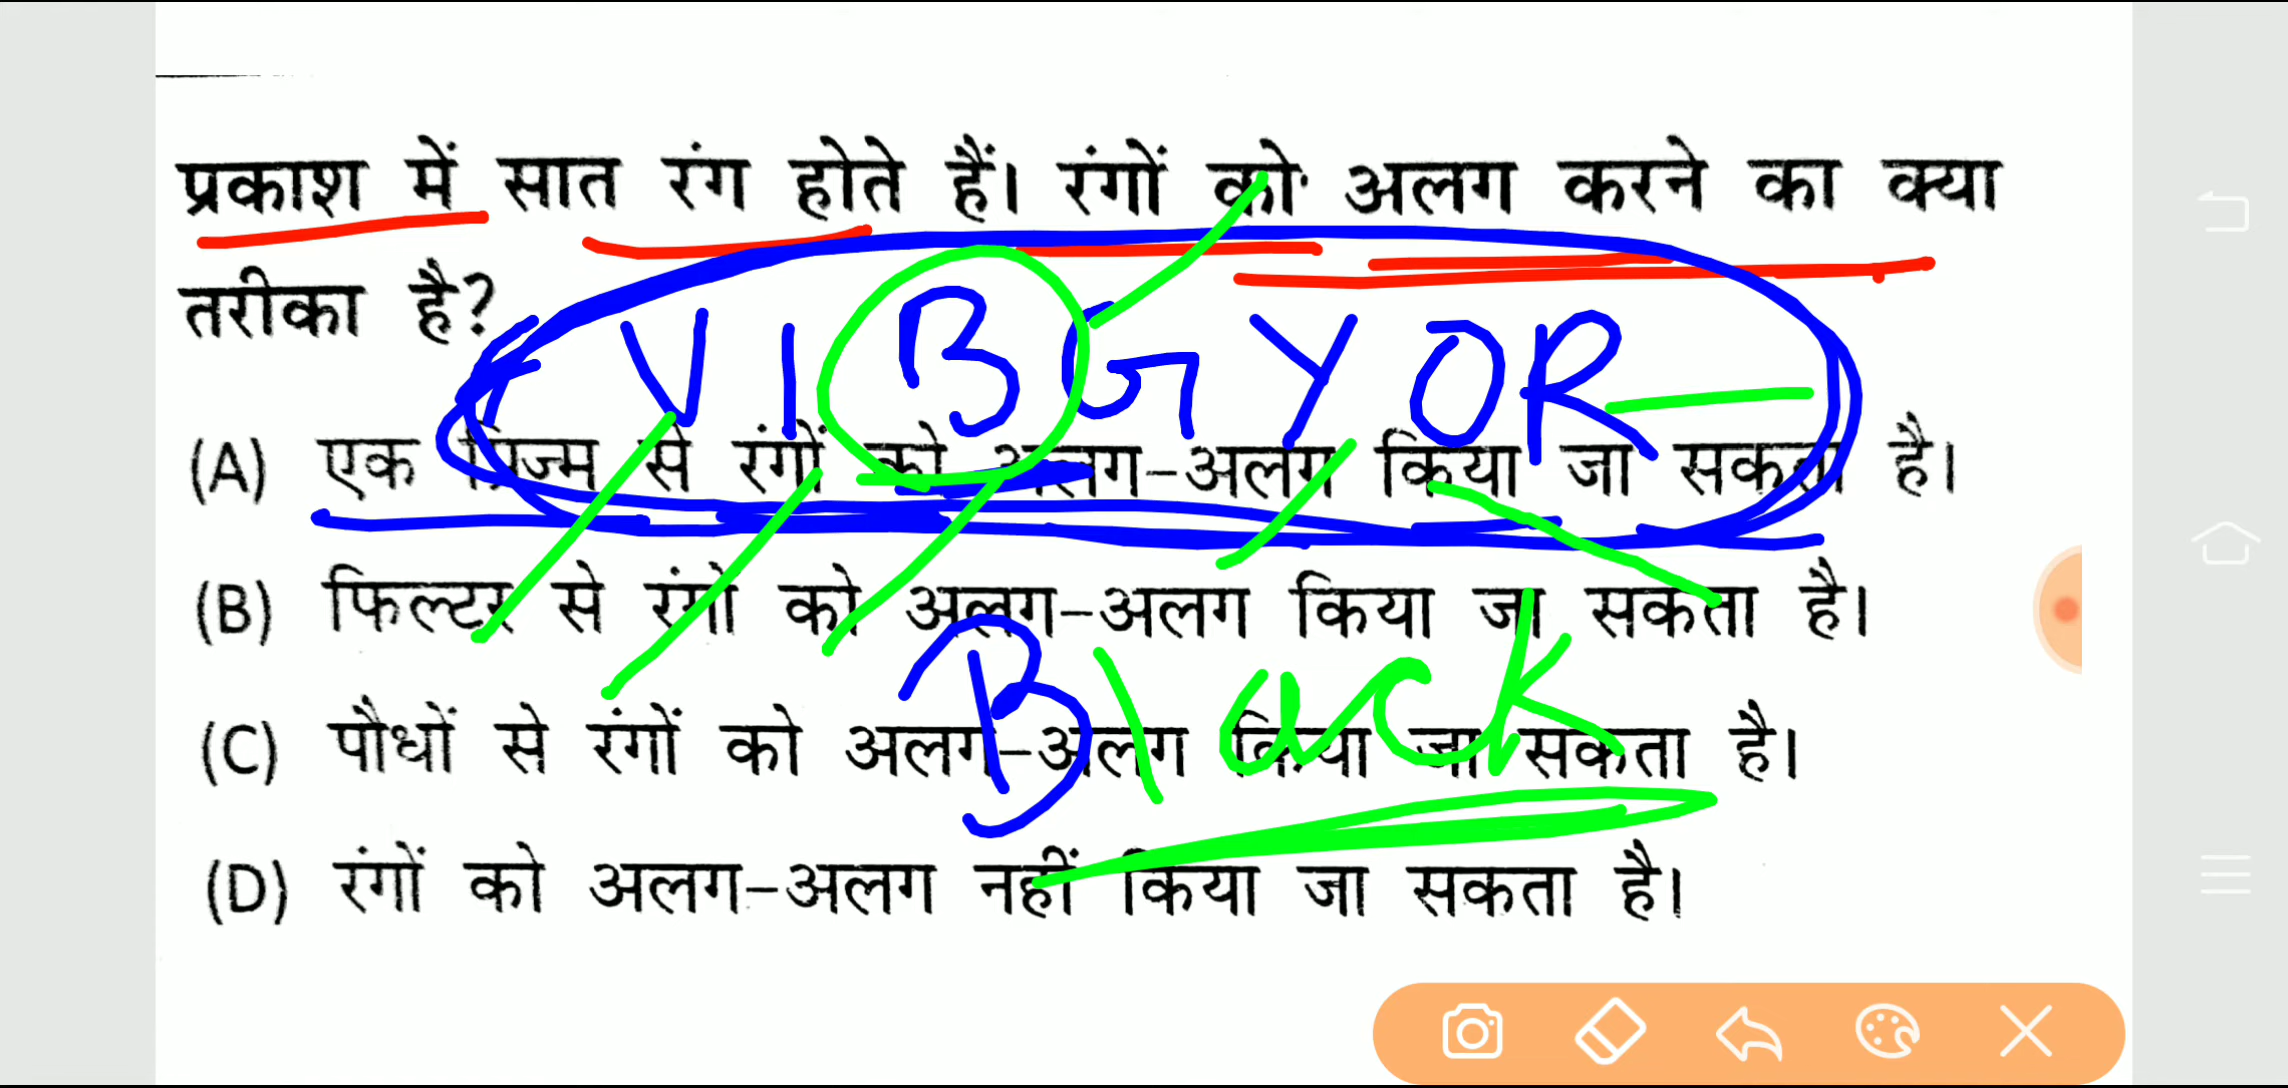 प्रकाश में सात रंग होते हैं। रंगों को अलग करने का क्या
तरीका है?
VIBGYOR
(A) एक प्रिज्म से रंगों को अलग-अलग किया जा सकता है।
(B) फिल्टर से रंगों को अलग-अलग किया जा सकता है।
Black
(C) पौधों से रंगों को अलग-अलग किया जा सकता है।
(D) रंगों को अलग-अलग नहीं किया जा सकता है।